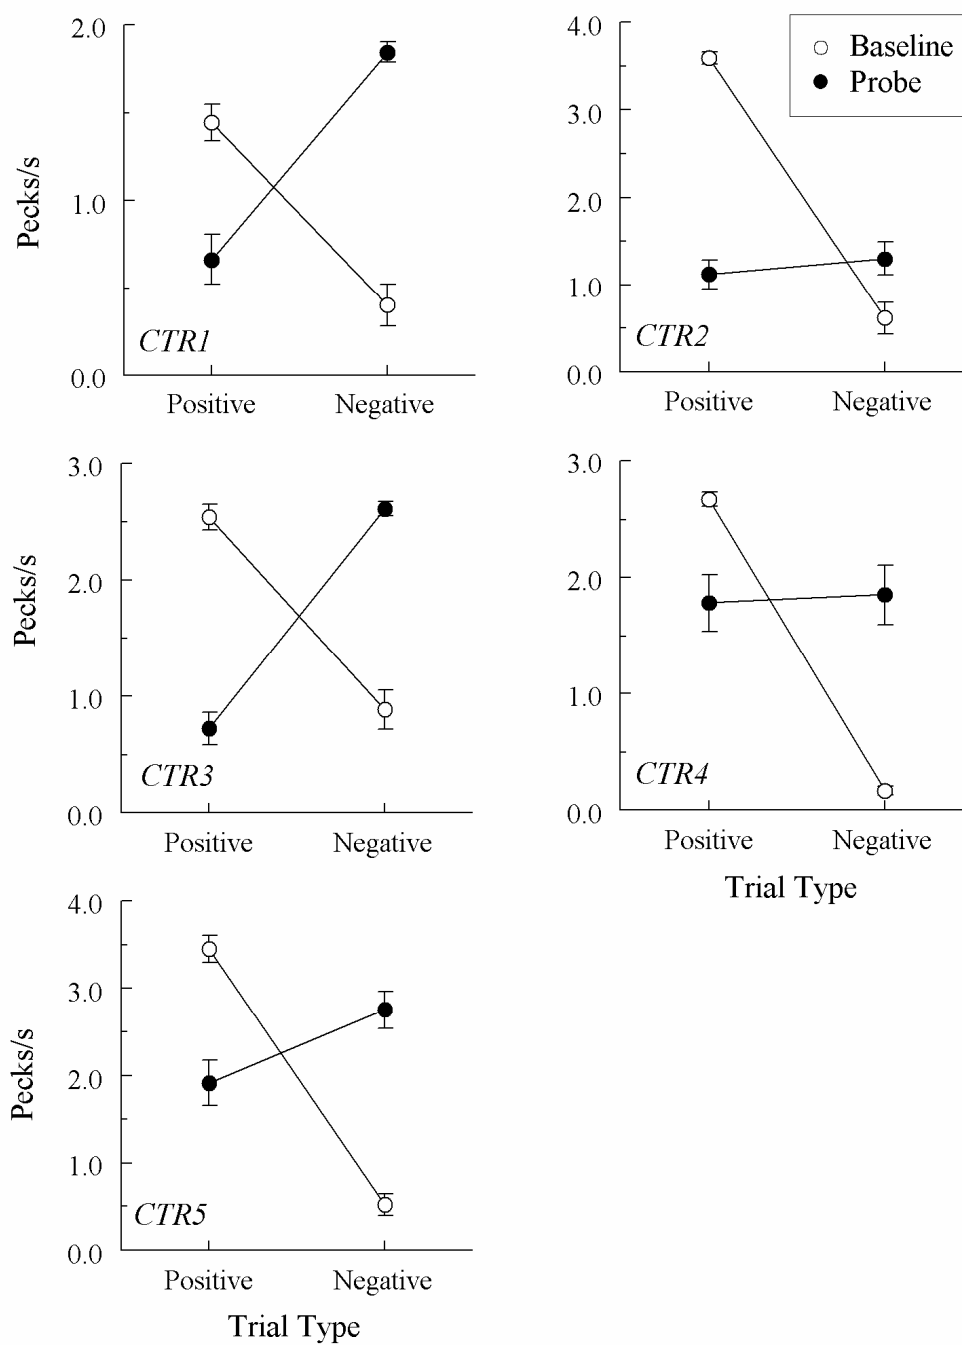 2.0
1.0
0.0
Pecks/s
CTR1
Positive Negative
4.0
3.0
2.0
1.0
0.0
Baseline
Probe
CTR2
Positive Negative
3.0
2.0
1.0
0.0
Pecks/s
CTR3
Positive Negative
3.0
2.0
1.0
0.0
CTR4
Positive Negative
Trial Type
4.0
3.0
2.0
1.0
0.0
Pecks/s
CTR5
Positive Negative
Trial Type